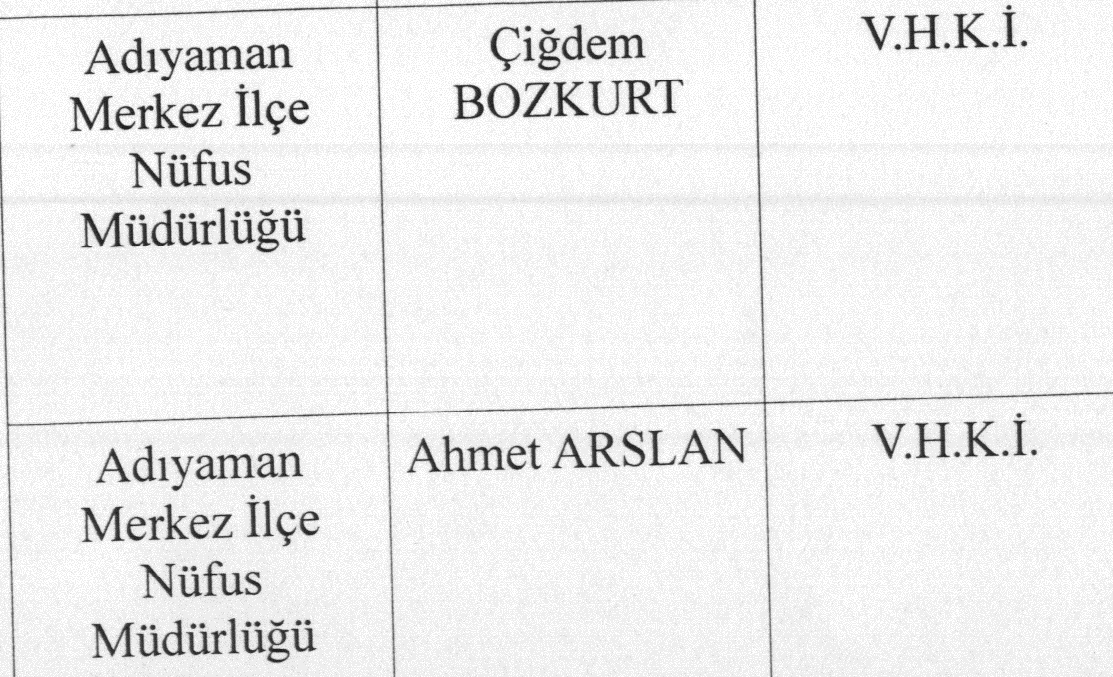 Adıyaman
Merkez İlçe
Nüfus
Müdürlüğü
Çiğdem
BOZKURT
V.H.K.İ.
Adıyaman
Merkez İlçe
Nüfus
Müdürlüğü
Ahmet ARSLAN
V.H.K.İ.